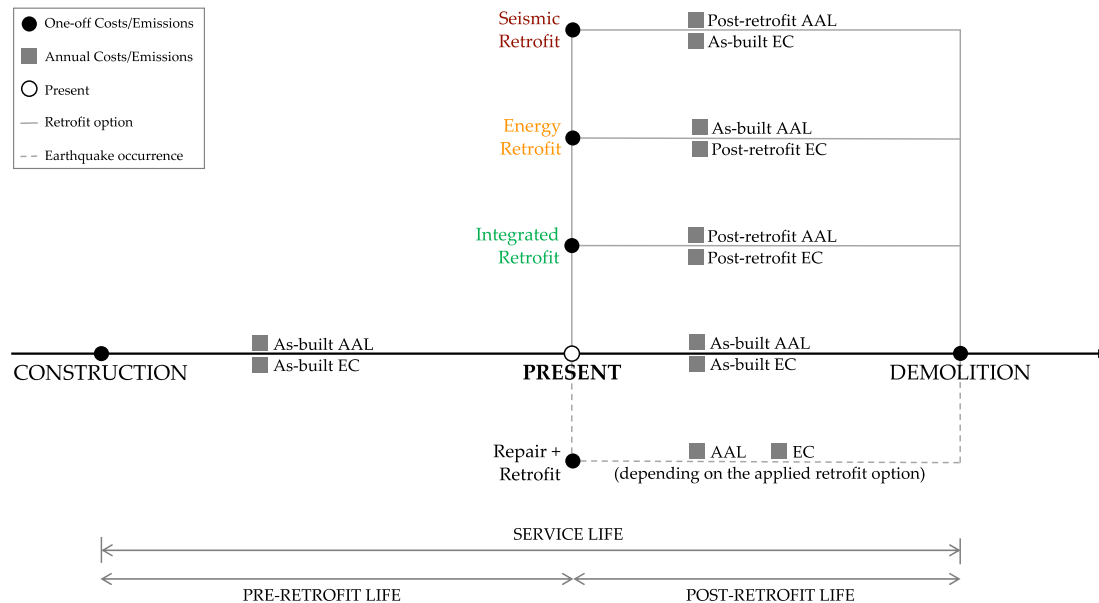 One-off Costs/Emissions
Annual Costs/Emissions
Present
Retrofit option
Earthquake occurrence
Seismic
Retrofit
Post-retrofit AAL
As-built EC
Energy
Retrofit
As-built AAL
Post-retrofit EC
Integrated
Retrofit
Post-retrofit AAL
Post-retrofit EC
As-built AAL
As-built EC
As-built AAL
As-built EC
CONSTRUCTION
PRESENT
DEMOLITION
Repair +
Retrofit
AAL EC
(depending on the applied retrofit option)
SERVICE LIFE
PRE-RETROFIT LIFE
POST-RETROFIT LIFE